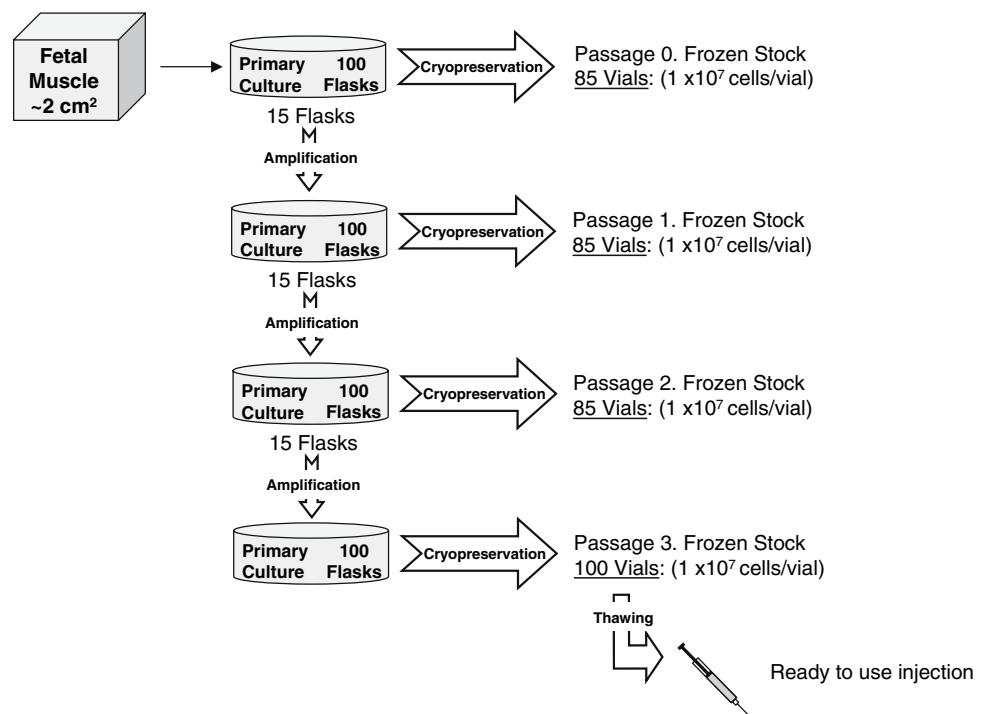 Fetal
Muscle
~2 cm²
Primary 100
Culture Flasks
Cryopreservation
Passage 0. Frozen Stock
85 Vials: (1 x10⁷ cells/vial)
15 Flasks
Amplification
Primary 100
Culture Flasks
Cryopreservation
Passage 1. Frozen Stock
85 Vials: (1 x10⁷ cells/vial)
15 Flasks
Amplification
Primary 100
Culture Flasks
Cryopreservation
Passage 2. Frozen Stock
85 Vials: (1 x10⁷ cells/vial)
15 Flasks
Amplification
Primary 100
Culture Flasks
Cryopreservation
Passage 3. Frozen Stock
100 Vials: (1 x10⁷ cells/vial)
Thawing
Ready to use injection